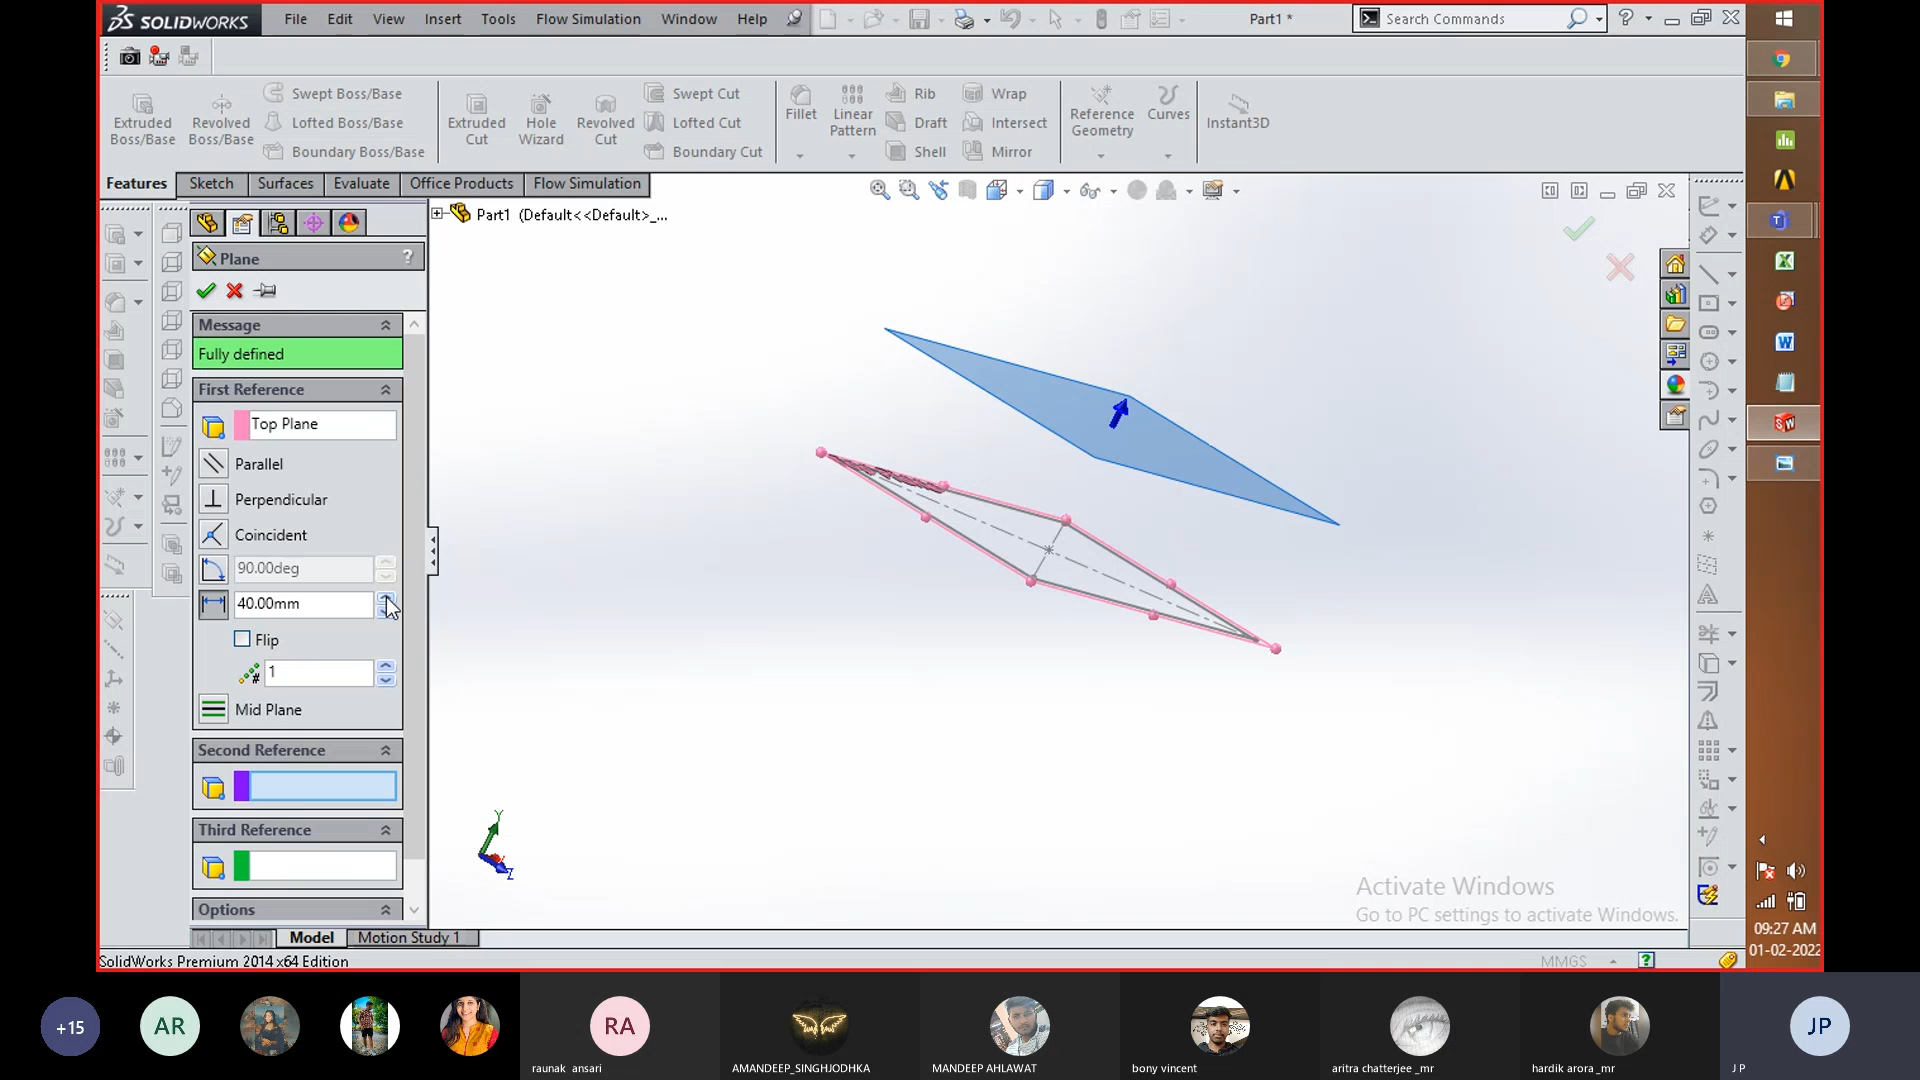 SOLIDWORKS
File Edit View Insert Tools Flow Simulation Window Help
Part1 *
Search Commands
Extruded Boss/Base
Revolved Boss/Base
Swept Boss/Base
Lofted Boss/Base
Boundary Boss/Base
Extruded Cut
Hole Wizard
Revolved Cut
Swept Cut
Lofted Cut
Boundary Cut
Fillet
Linear Pattern
Rib
Draft
Shell
Wrap
Intersect
Mirror
Reference Geometry
Curves
Instant3D
Features Sketch Surfaces Evaluate Office Products Flow Simulation
Part1 (Default<<Default>_...
Plane
?
Message
Fully defined
First Reference
Top Plane
Parallel
Perpendicular
Coincident
90.00deg
40.00mm
Flip
1
Mid Plane
Second Reference
Third Reference
Options
Y
Z
Activate Windows
Go to PC settings to activate Windows.
Model Motion Study 1
SolidWorks Premium 2014 x64 Edition
MMGS
09:27 AM
01-02-2022
+15
AR
RA
JP
raunak ansari
AMANDEEP_SINGHJODHKA
MANDEEP AHLAWAT
bony vincent
aritra chatterjee _mr
hardik arora _mr
J P